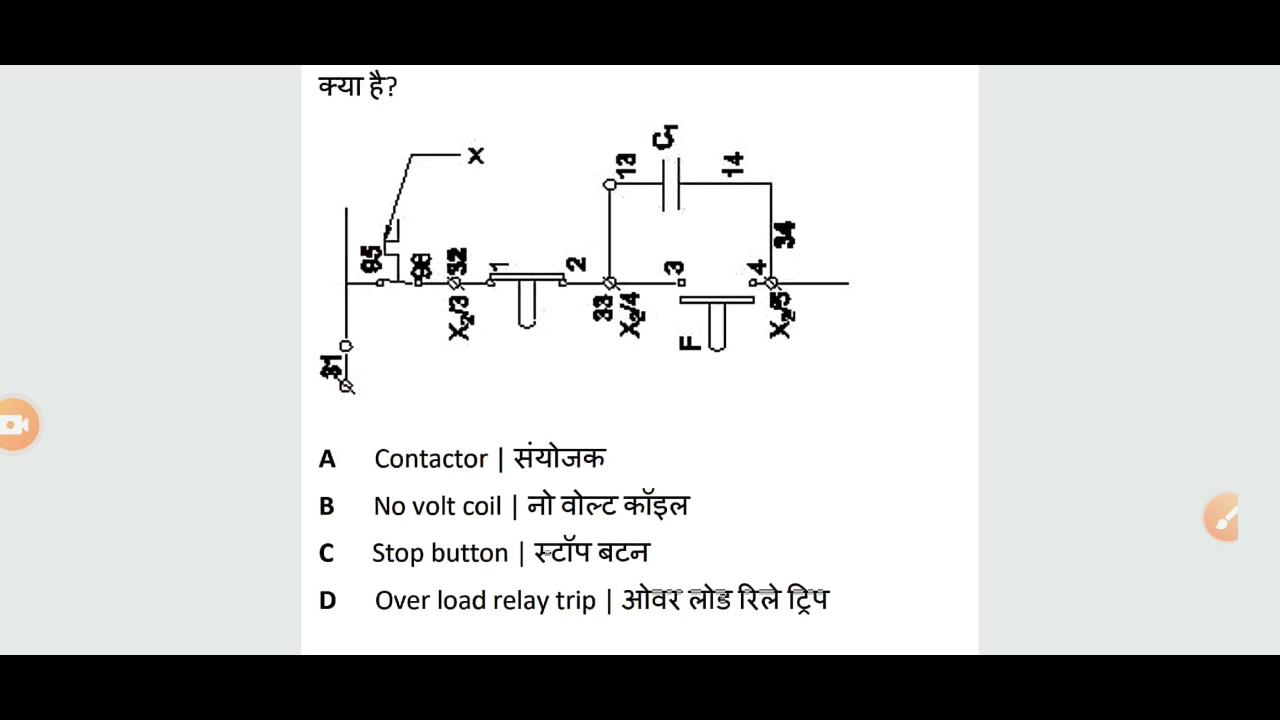 क्या है?
X
C1
13
14
34
95
96
32
1
2
3
4
X2/3
33
X2/4
X2/5
F
31
A Contactor | संयोजक
B No volt coil | नो वोल्ट कॉइल
C Stop button | स्टॉप बटन
D Over load relay trip | ओवर लोड रिले ट्रिप